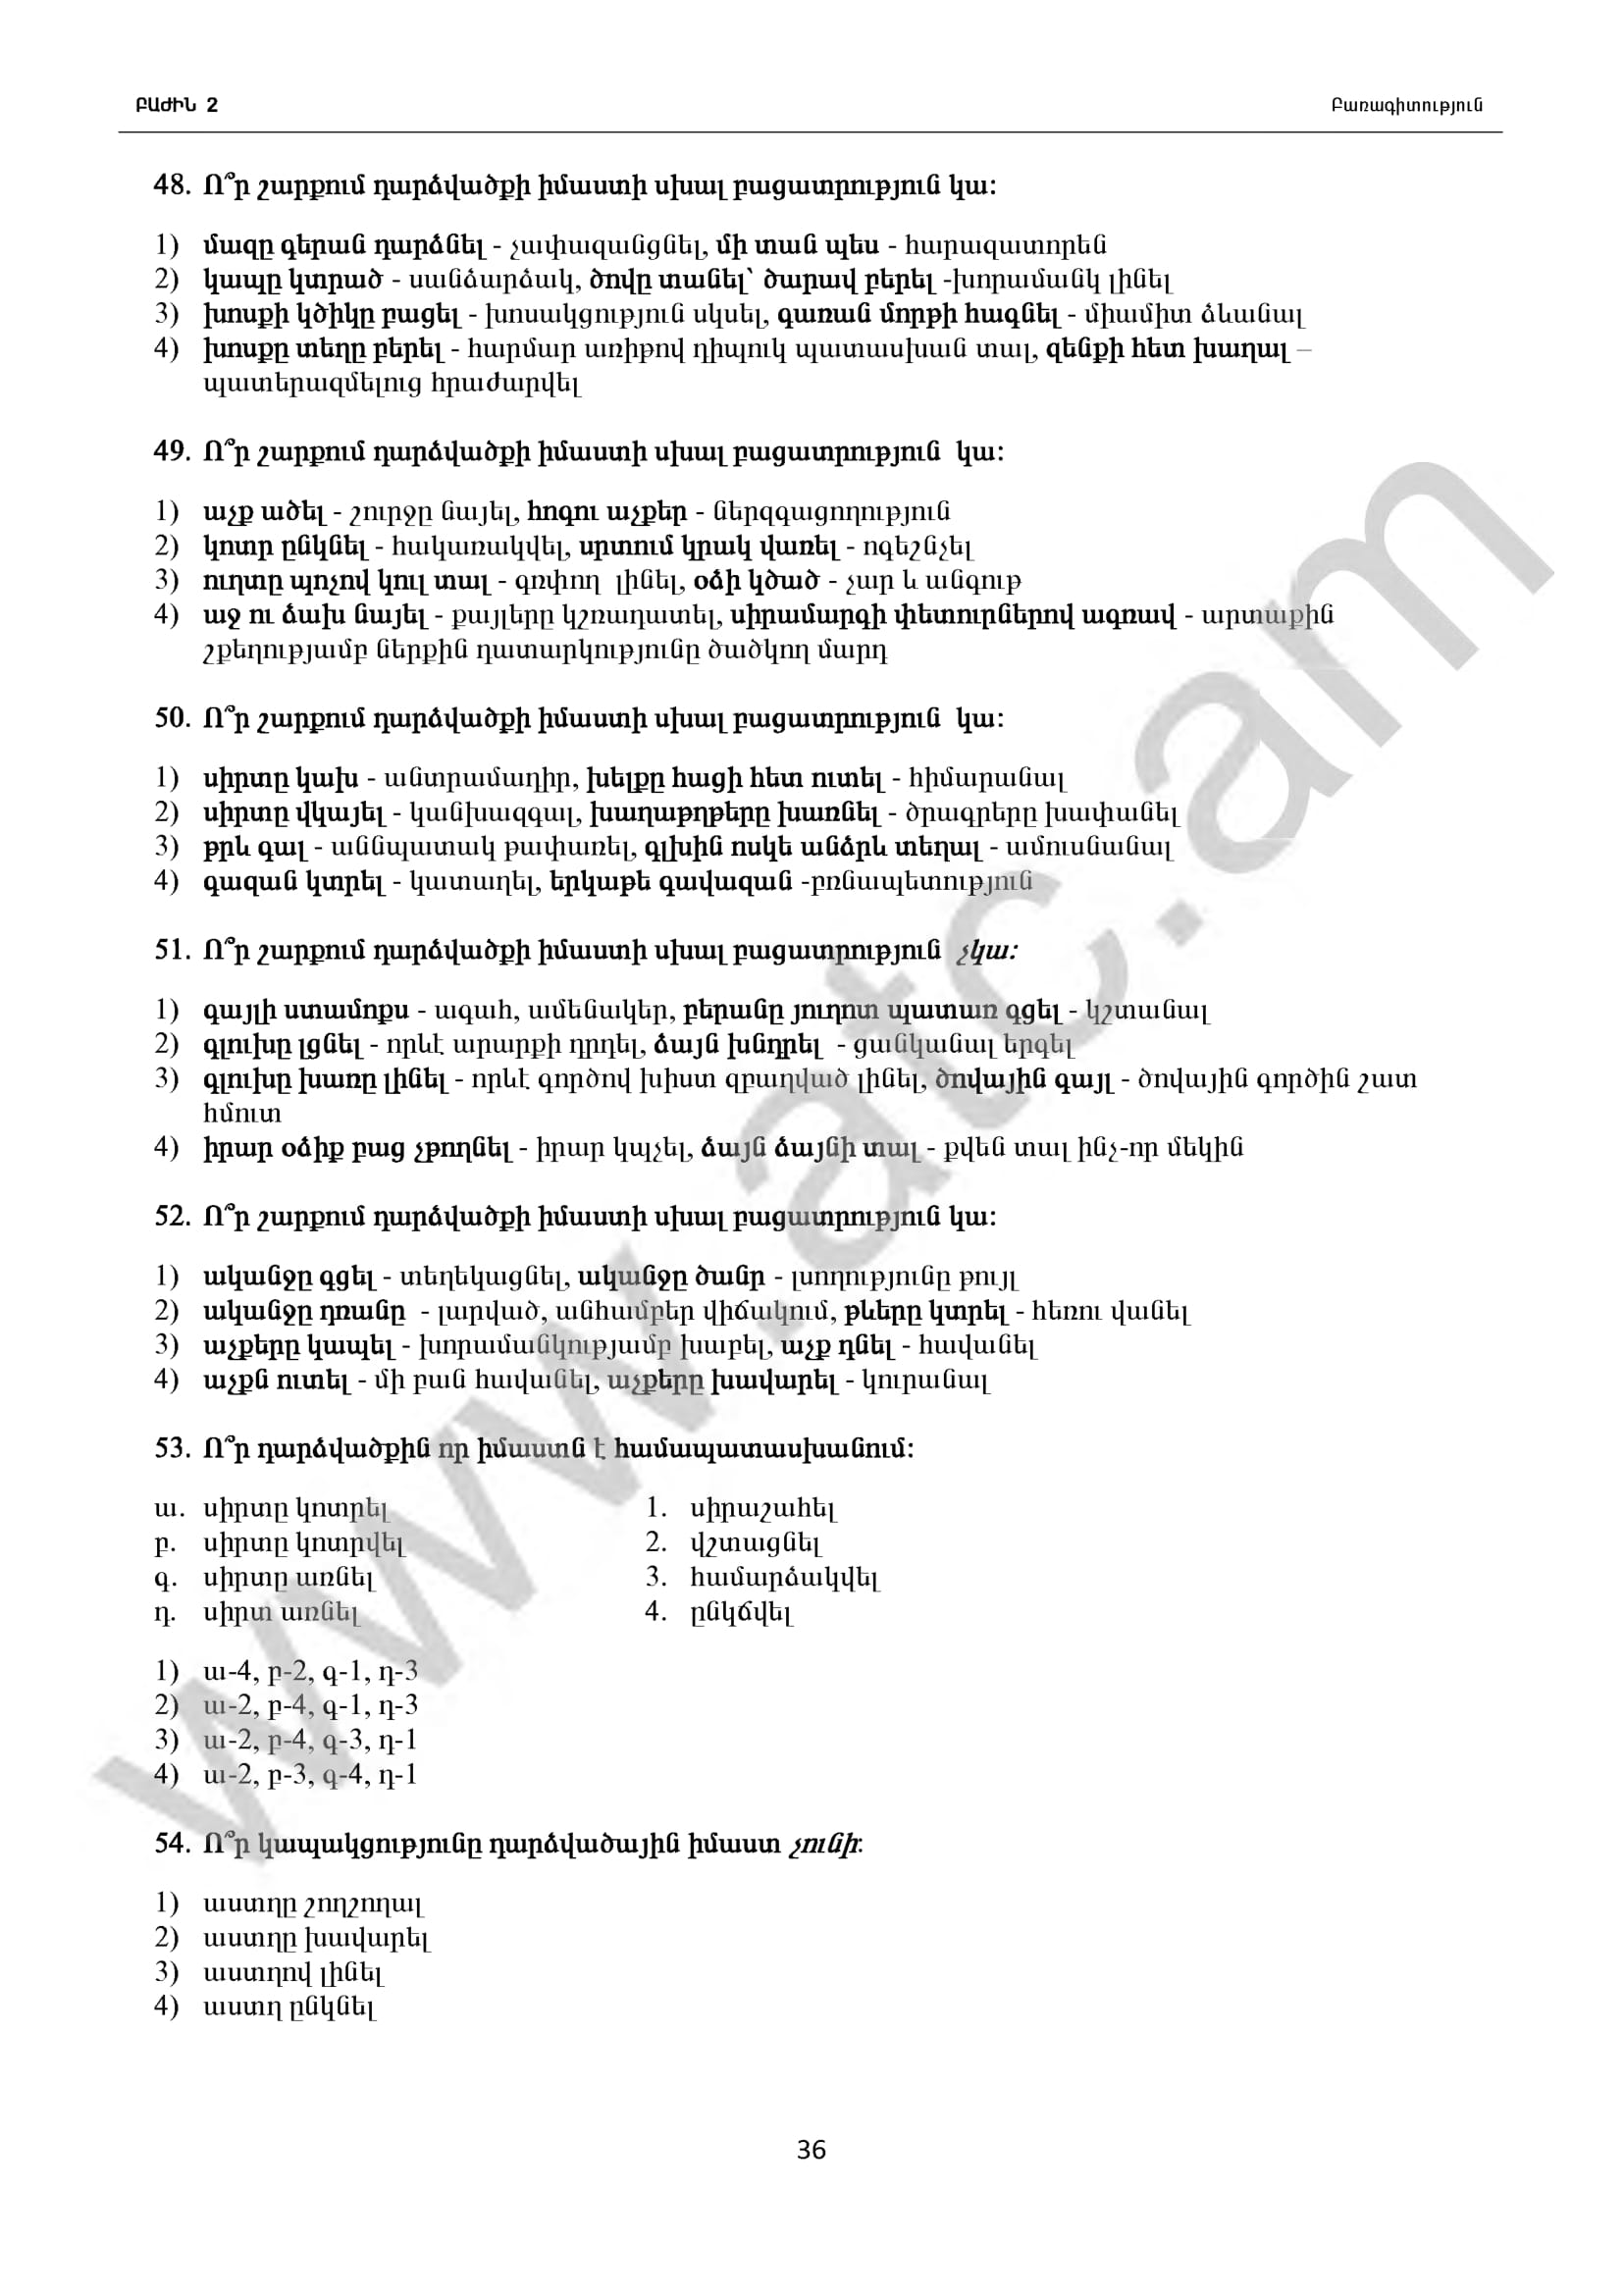 ԲԱԺԻՆ 2 Բառագիտություն
48. Ո՞ր շարքում դարձվածքի իմաստի սխալ բացատրություն կա:
1) մազը գերան դարձնել - չափազանցնել, մի տան պես - հարազատորեն
2) կապը կտրած - սանձարձակ, ծովը տանել՝ ծարավ բերել -խորամանկ լինել
3) խոսքի կծիկը բացել - խոսակցություն սկսել, գառան մորթի հագնել - միամիտ ձևանալ
4) խոսքը տեղը բերել - հարմար առիթով դիպուկ պատասխան տալ, զենքի հետ խաղալ –
պատերազմելուց հրաժարվել
49. Ո՞ր շարքում դարձվածքի իմաստի սխալ բացատրություն կա:
1) աչք ածել - շուրջը նայել, հոգու աչքեր - ներզգացողություն
2) կոտր ընկնել - հակառակվել, սրտում կրակ վառել - ոգեշնչել
3) ուղտը պոչով կուլ տալ - գռփող լինել, օձի կծած - չար և անգութ
4) աջ ու ձախ նայել - քայլերը կշռադատել, սիրամարգի փետուրներով ագռավ - արտաքին
շքեղությամբ ներքին դատարկությունը ծածկող մարդ
50. Ո՞ր շարքում դարձվածքի իմաստի սխալ բացատրություն կա:
1) սիրտը կախ - անտրամադիր, խելքը հացի հետ ուտել - հիմարանալ
2) սիրտը վկայել - կանխազգալ, խաղաթղթերը խառնել - ծրագրերը խափանել
3) թրև գալ - աննպատակ թափառել, գլխին ոսկե անձրև տեղալ - ամուսնանալ
4) գազան կտրել - կատաղել, երկաթե գավազան -բռնապետություն
51. Ո՞ր շարքում դարձվածքի իմաստի սխալ բացատրություն չկա:
1) գայլի ստամոքս - ագահ, ամենակեր, բերանը յուղոտ պատառ գցել - կշտանալ
2) գլուխը լցնել - որևէ արարքի դրդել, ձայն խնդրել - ցանկանալ երգել
3) գլուխը խառը լինել - որևէ գործով խիստ զբաղված լինել, ծովային գայլ - ծովային գործին շատ
հմուտ
4) իրար օձիք բաց չթողնել - իրար կպչել, ձայն ձայնի տալ - քվեն տալ ինչ-որ մեկին
52. Ո՞ր շարքում դարձվածքի իմաստի սխալ բացատրություն կա:
1) ականջը գցել - տեղեկացնել, ականջը ծանր - լսողությունը թույլ
2) ականջը դռանը - լարված, անհամբեր վիճակում, թևերը կտրել - հեռու վանել
3) աչքերը կապել - խորամանկությամբ խաբել, աչք դնել - հավանել
4) աչքն ուտել - մի բան հավանել, աչքերը խավարել - կուրանալ
53. Ո՞ր դարձվածքին որ իմաստն է համապատասխանում:
ա. սիրտը կոտրել 1. սիրաշահել
բ. սիրտը կոտրվել 2. վշտացնել
գ. սիրտը առնել 3. համարձակվել
դ. սիրտ առնել 4. ընկճվել
1) ա-4, բ-2, գ-1, դ-3
2) ա-2, բ-4, գ-1, դ-3
3) ա-2, բ-4, գ-3, դ-1
4) ա-2, բ-3, գ-4, դ-1
54. Ո՞ր կապակցությունը դարձվածային իմաստ չունի:
1) աստղը շողշողալ
2) աստղը խավարել
3) աստղով լինել
4) աստղ ընկնել
36
www.atc.am